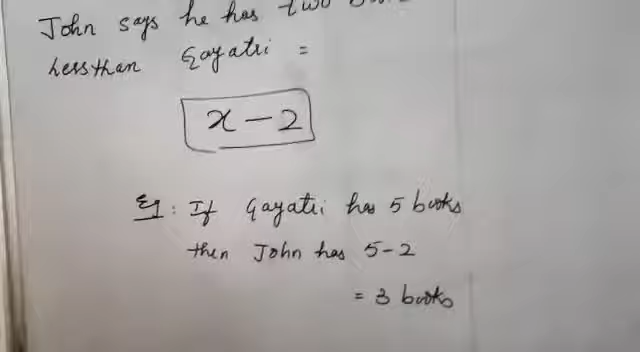 John says he has two
less than Gayatri =
x - 2
Eg : If Gayatri has 5 books
then John has 5-2
= 3 books